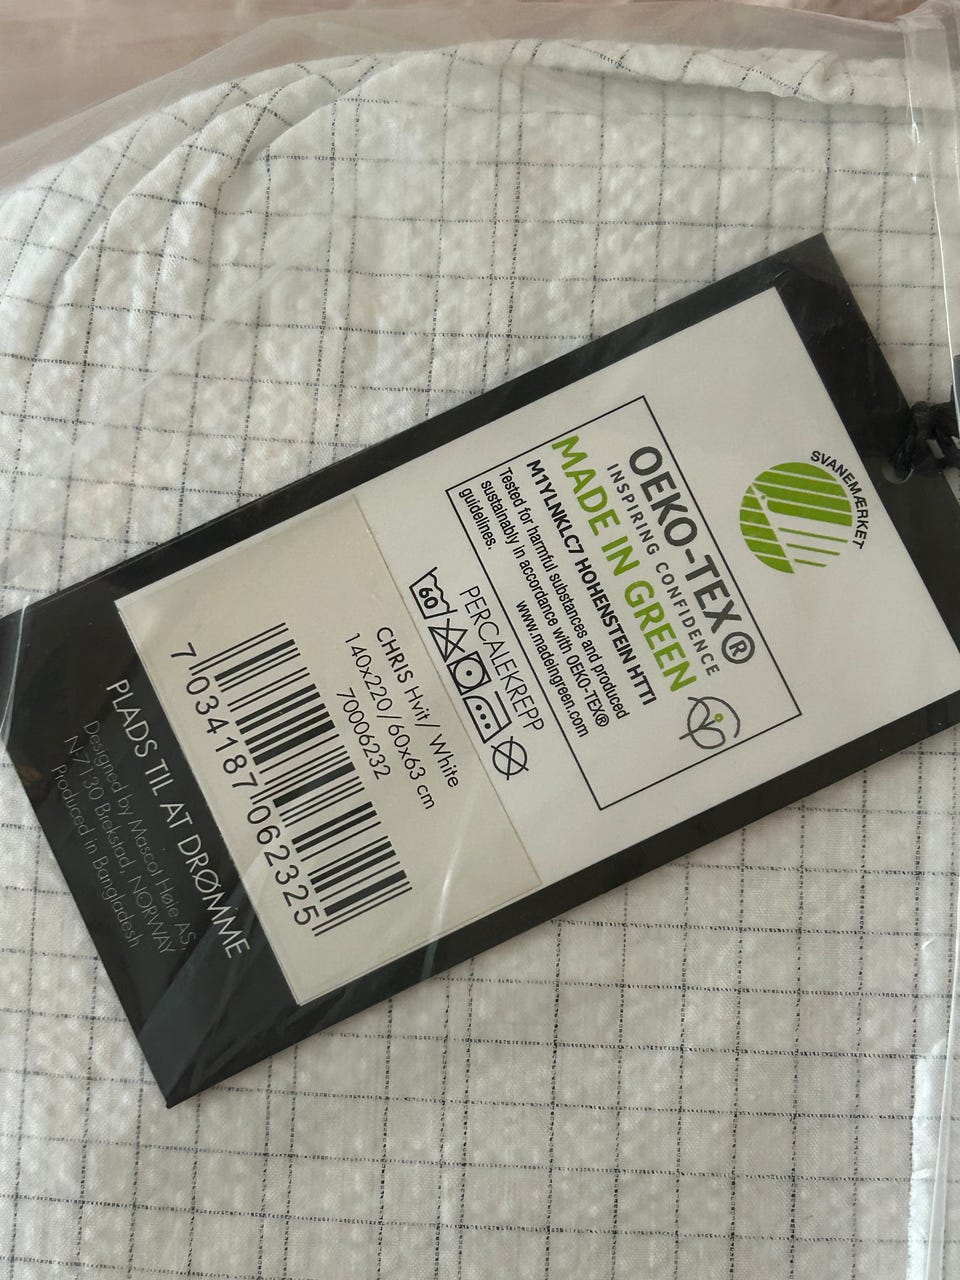 SVANEMÆRKET
OEKO-TEX®
INSPIRING CONFIDENCE
MADE IN GREEN
M1YLNKLC7 HOHENSTEIN HTTI
Tested for harmful substances and produced
sustainably in accordance with OEKO-TEX®
guidelines. www.madeingreen.com
PERCALEKREPP
60
CHRIS Hvit/ White
140x220/60x63 cm
70006232
7 034187 062325
PLADS TIL AT DRØMME
Designed by Mascot Høie AS,
N-7130 Brekstad, NORWAY
Produced in Bangladesh